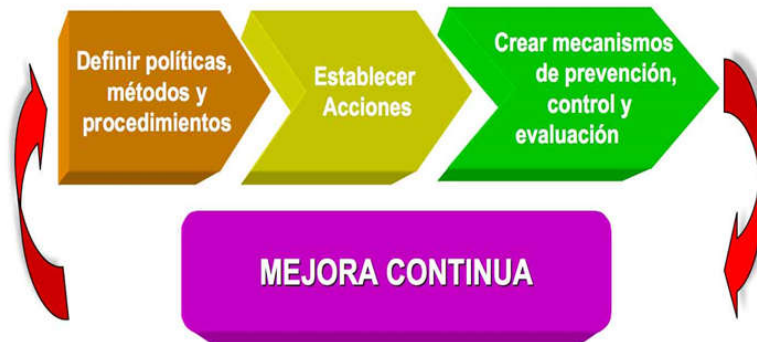 Definir políticas,
métodos y
procedimientos
Establecer
Acciones
Crear mecanismos
de prevención,
control y
evaluación
MEJORA CONTINUA